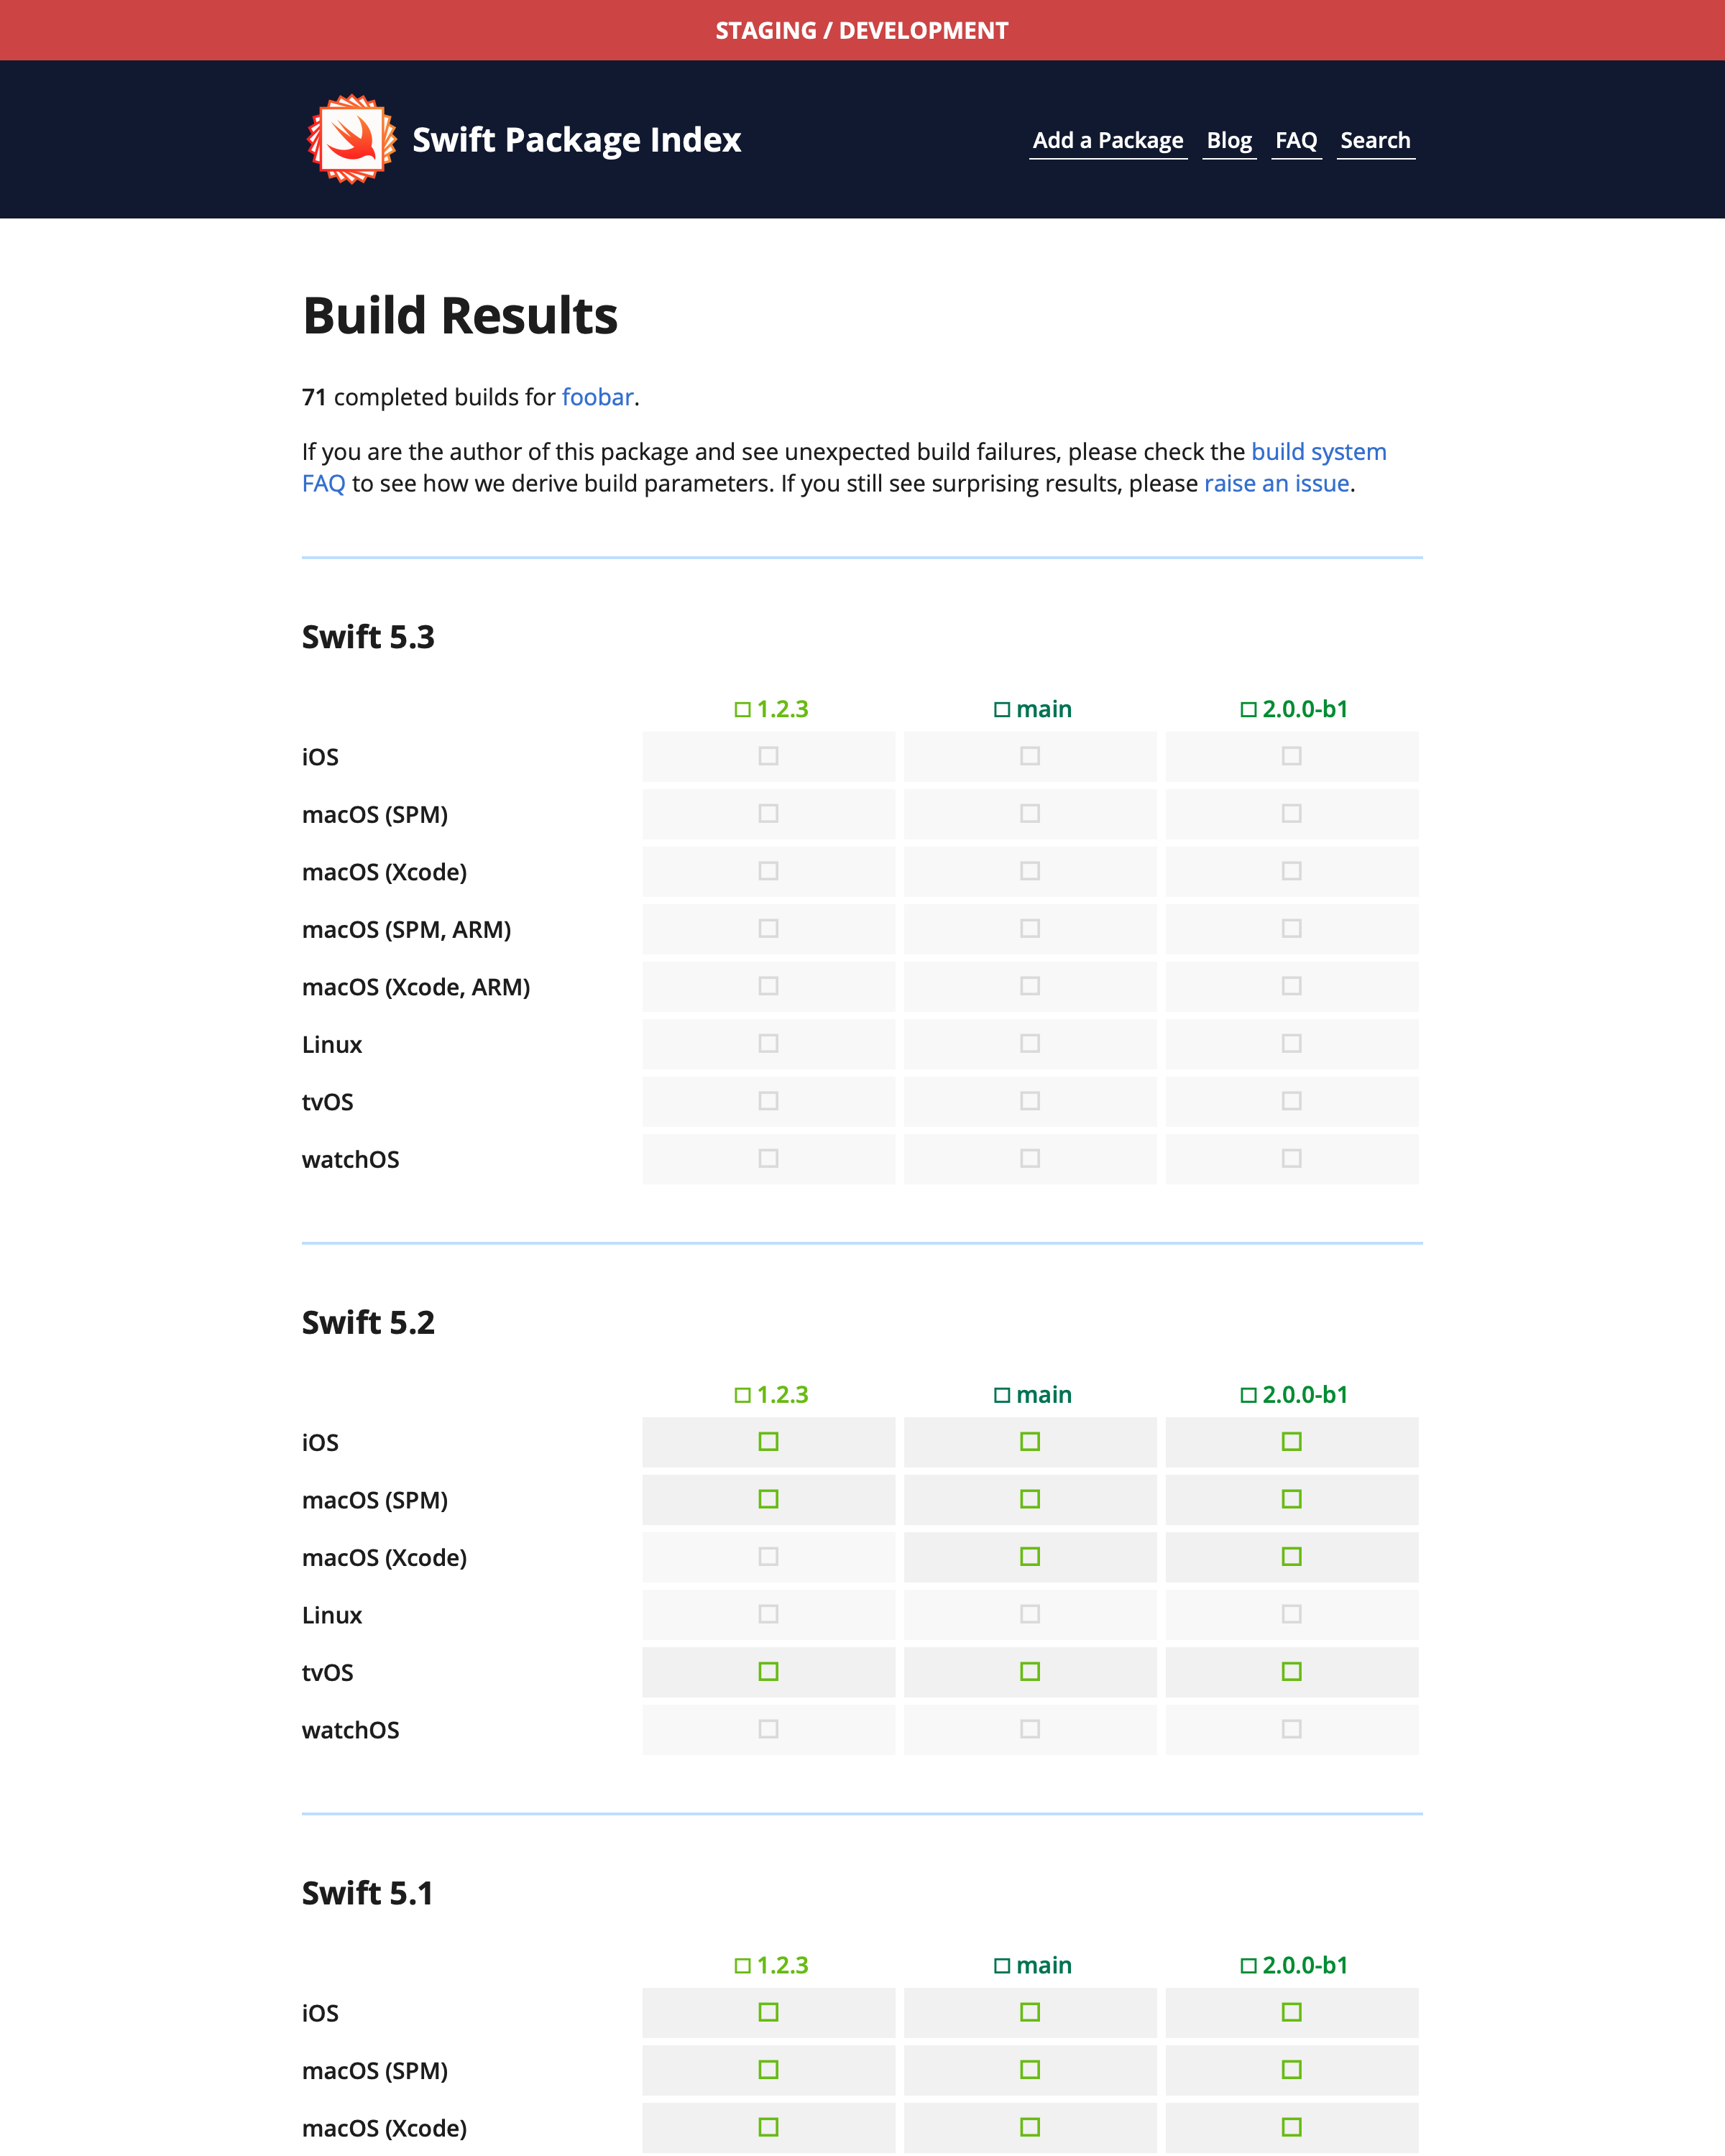 STAGING / DEVELOPMENT
Swift Package Index
Add a Package Blog FAQ Search
Build Results
71 completed builds for foobar.
If you are the author of this package and see unexpected build failures, please check the build system
FAQ to see how we derive build parameters. If you still see surprising results, please raise an issue.
Swift 5.3
1.2.3 main 2.0.0-b1
iOS
macOS (SPM)
macOS (Xcode)
macOS (SPM, ARM)
macOS (Xcode, ARM)
Linux
tvOS
watchOS
Swift 5.2
1.2.3 main 2.0.0-b1
iOS
macOS (SPM)
macOS (Xcode)
Linux
tvOS
watchOS
Swift 5.1
1.2.3 main 2.0.0-b1
iOS
macOS (SPM)
macOS (Xcode)